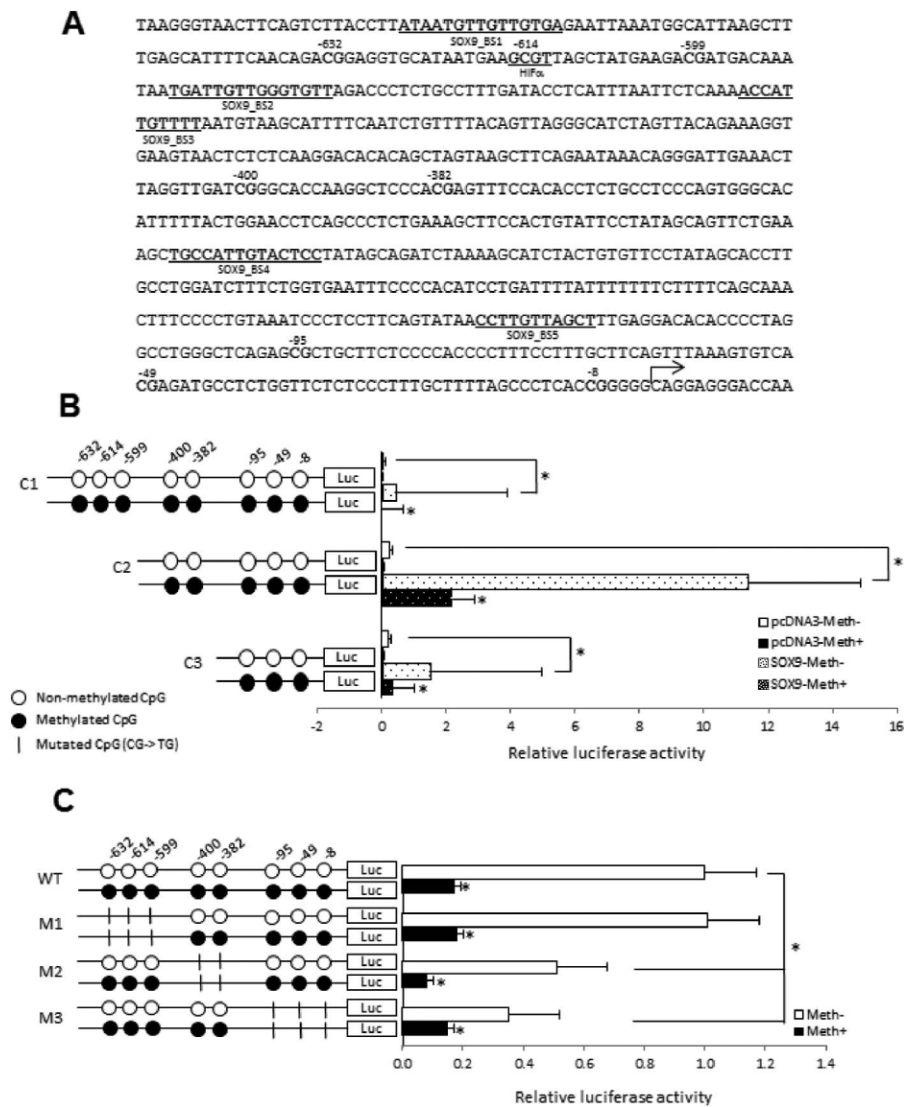 A
TAAGGGTAACTTCAGTCTTACCTTATAATGTTGTTGTGAGAATTAAATGGCATTAAGCTT
SOX9_BS1
-632 -614 -599
TGAGCATTTTCAACAGACGGAGGTGCATAATGAAGCGTTAGCTATGAAGACGATGACAAA
HIFα
TAATGATTGTTGGGTGTTAGACCCTCTGCCTTTGATACCTCATTTAATTCTCAAAACCAT
SOX9_BS2
TGTTTTAATGTAAGCATTTTCAATCTGTTTTACAGTTAGGGCATCTAGTTACAGAAAGGT
SOX9_BS3
GAAGTAACTCTCTCAAGGACACACAGCTAGTAAGCTTCAGAATAAACAGGGATTGAAACT
-400 -382
TAGGTTGATCGGGCACCAAGGCTCCCACGAGTTTCCACACCTCTGCCTCCCAGTGGGCAC
ATTTTTACTGGAACCTCAGCCCTCTGAAAGCTTCCACTGTATTCCTATAGCAGTTCTGAA
AGCTGCCATTGTACTCCTATAGCAGATCTAAAAGCATCTACTGTGTTCCTATAGCACCTT
SOX9_BS4
GCCTGGATCTTTCTGGTGAATTTCCCCACATCCTGATTTTATTTTTTTCTTTTCAGCAAA
CTTTCCCCTGTAAATCCCTCCTTCAGTATAACCTTGTTAGCTTTGAGGACACACCCCTAG
SOX9_BS5
-95
GCCTGGGCTCAGAGCGCTGCTTCTCCCCACCCCTTTCCTTTGCTTCAGTTTAAAGTGTCA
-49 -8
CGAGATGCCTCTGGTTCTCTCCCTTTGCTTTTAGCCCTCACCGGGGGCAGGAGGGACCAA
B
-632 -614 -599 -400 -382 -95 -49 -8
C1 Luc
Luc
*
*
C2 Luc
Luc
*
*
C3 Luc
Luc
*
*
pcDNA3-Meth-
pcDNA3-Meth+
SOX9-Meth-
SOX9-Meth+
Non-methylated CpG
Methylated CpG
Mutated CpG (CG->TG)
-2 0 2 4 6 8 10 12 14 16
Relative luciferase activity
C
-632 -614 -599 -400 -382 -95 -49 -8
WT Luc
Luc
*
M1 Luc
Luc
*
*
M2 Luc
Luc
*
M3 Luc
Luc
*
Meth-
Meth+
0.0 0.2 0.4 0.6 0.8 1.0 1.2 1.4
Relative luciferase activity